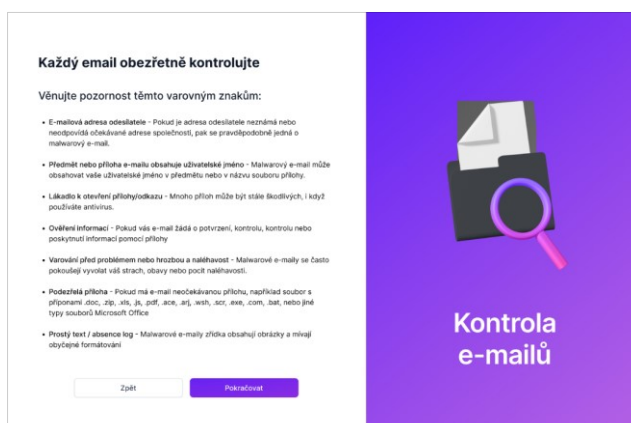 Každý email obezřetně kontrolujte
Věnujte pozornost těmto varovným znakům:
• E-mailová adresa odesílatele - Pokud je adresa odesílatele neznámá nebo
neodpovídá očekávané adrese společnosti, pak se pravděpodobně jedná o
malwarový e-mail.
• Předmět nebo příloha e-mailu obsahuje uživatelské jméno - Malwarový e-mail může
obsahovat vaše uživatelské jméno v předmětu nebo v názvu souboru přílohy.
• Lákadlo k otevření přílohy/odkazu - Mnoho příloh může být stále škodlivých, i když
používáte antivirus.
• Ověření informací - Pokud vás e-mail žádá o potvrzení, kontrolu, kontrolu nebo
poskytnutí informací pomocí přílohy
• Varování před problémem nebo hrozbou a naléhavost - Malwarové e-maily se často
pokoušejí vyvolat váš strach, obavy nebo pocit naléhavosti.
• Podezřelá příloha - Pokud má e-mail neočekávanou přílohu, například soubor s
příponami .doc, .zip, .xls, .js, .pdf, .ace, .arj, .wsh, .scr, .exe, .com, .bat, nebo jiné
typy souborů Microsoft Office
• Prostý text / absence log - Malwarové e-maily zřídka obsahují obrázky a mívají
obyčejné formátování
Zpět
Pokračovat
Kontrola
e-mailů